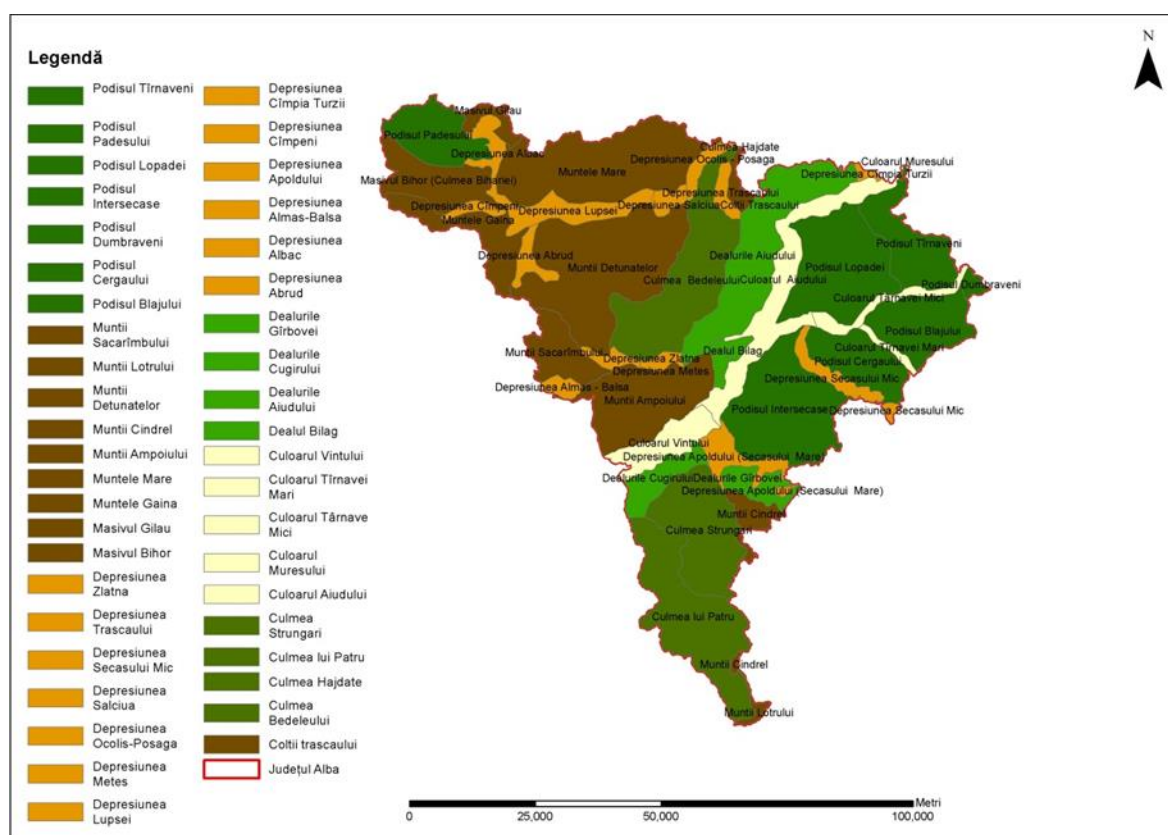 Legendă
Podisul Tîrnaveni
Podisul
Padesului
Podisul Lopadei
Podisul
Intersecase
Podisul
Dumbraveni
Podisul
Cergaului
Podisul Blajului
Muntii
Sacarîmbului
Muntii Lotrului
Muntii
Detunatelor
Muntii Cindrel
Muntii Ampoiului
Muntele Mare
Muntele Gaina
Masivul Gilau
Masivul Bihor
Depresiunea
Zlatna
Depresiunea
Trascaului
Depresiunea
Secasului Mic
Depresiunea
Salciua
Depresiunea
Ocolis-Posaga
Depresiunea
Metes
Depresiunea
Lupsei
Depresiunea
Cîmpia Turzii
Depresiunea
Cîmpeni
Depresiunea
Apoldului
Depresiunea
Almas-Balsa
Depresiunea
Albac
Depresiunea
Abrud
Dealurile
Gîrbovei
Dealurile
Cugirului
Dealurile
Aiudului
Dealul Bilag
Culoarul Vintului
Culoarul Tîrnavei
Mari
Culoarul Târnave
Mici
Culoarul
Muresului
Culoarul Aiudului
Culmea
Strungari
Culmea lui Patru
Culmea Hajdate
Culmea
Bedeleului
Coltii trascaului
Județul Alba
N
Masivul Gilau
Podisul Padesului
Depresiunea Albac
Culmea Hajdate
Depresiunea Ocolis - Posaga
Muntele Mare
Culoarul Muresului
Depresiunea Cîmpia Turzii
Masivul Bihor (Culmea Bihariei)
Depresiunea Trascaului
Depresiunea Cîmpeni
Depresiunea Lupsei
Depresiunea Salciua
Coltii Trascaului
Muntele Gaina
Podisul Tîrnaveni
Depresiunea Abrud
Dealurile Aiudului
Muntii Detunatelor
Podisul Lopadei
Culmea Bedeleului
Culoarul Aiudului
Podisul Dumbraveni
Culoarul Târnavei Mici
Podisul Blajului
Muntii Sacarîmbului
Depresiunea Zlatna
Dealul Bilag
Culoarul Tîrnavei Mari
Podisul Cergaului
Depresiunea Metes
Depresiunea Secasului Mic
Depresiunea Almas - Balsa
Muntii Ampoiului
Podisul Intersecase
Depresiunea Secasului Mic
Culoarul Vintului
Depresiunea Apoldului (Secasului Mare)
Dealurile Cugirului
Dealurile Gîrbovei
Depresiunea Apoldului (Secasului Mare)
Muntii Cindrel
Culmea Strungari
Culmea lui Patru
Muntii Cindrel
Muntii Lotrului
Metri
0
25,000
50,000
100,000